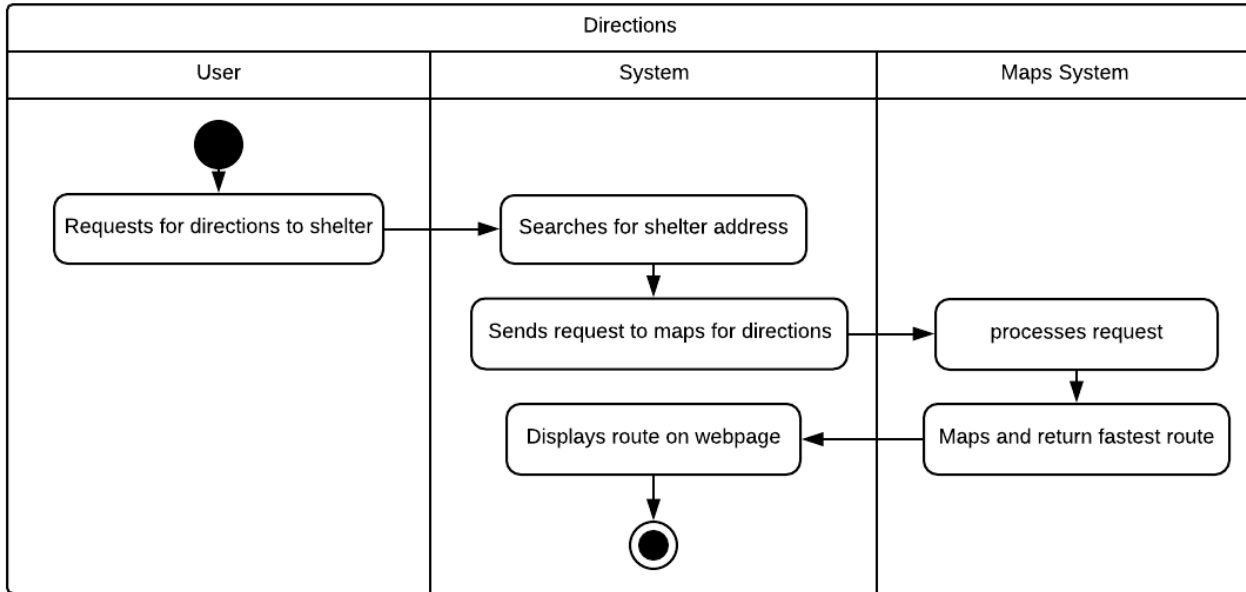 Directions
User
System
Maps System
Requests for directions to shelter
Searches for shelter address
Sends request to maps for directions
processes request
Displays route on webpage
Maps and return fastest route